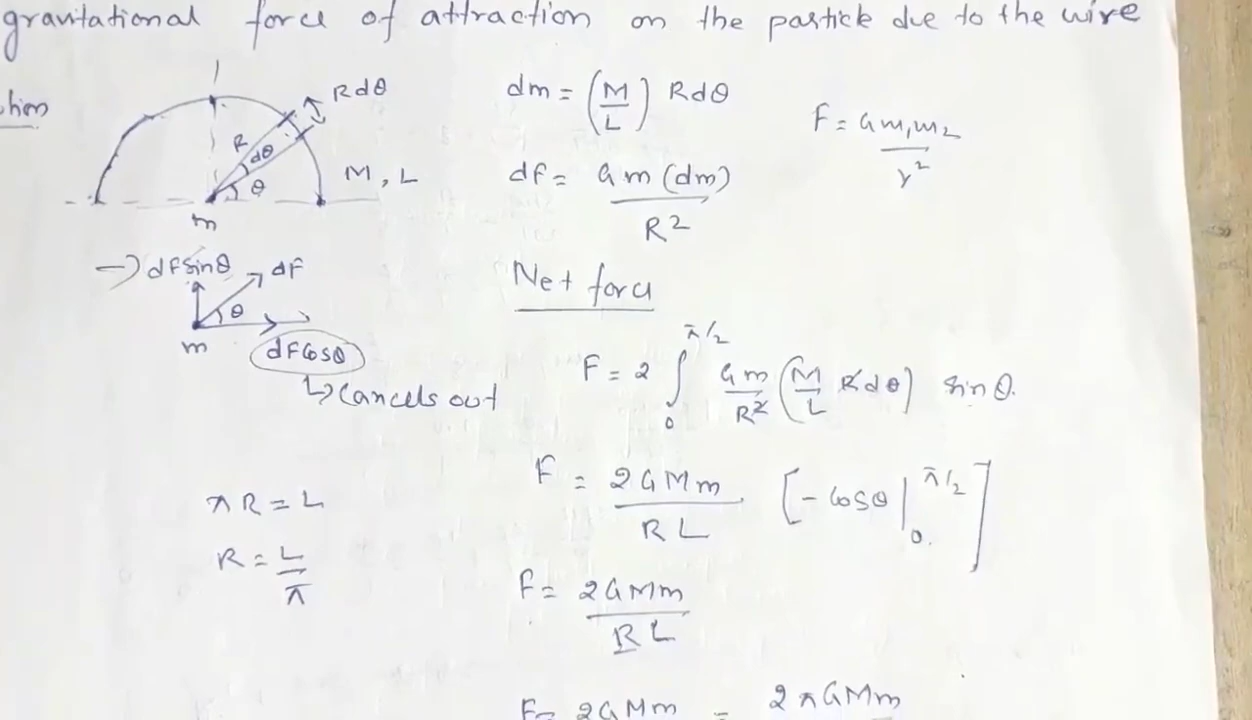 gravitational force of attraction on the particle due to the wire
Rdθ
R
dθ
θ
M, L
m
dm = (M/L) Rdθ
F = Gm₁m₂/r²
df = Gm(dm)/R²
→ dFsinθ
dF
θ
m
dFcosθ
↳ Cancels out
Net force
F = 2 ∫₀^π/2 Gm/R² (M/L Rdθ) sinθ.
πR = L
R = L/π
F = 2GMm/RL [-cosθ|₀^π/2]
F = 2GMm/RL
F = 2GMm = 2πGMm